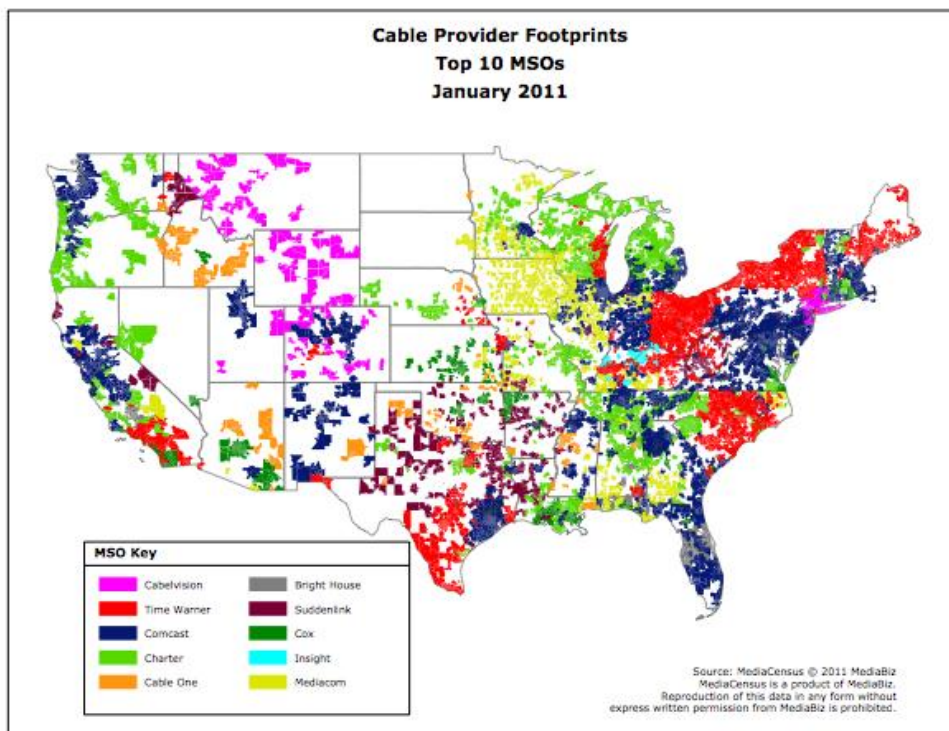 Cable Provider Footprints
Top 10 MSOs
January 2011
MSO Key
Cabelvision
Time Warner
Comcast
Charter
Cable One
Bright House
Suddenlink
Cox
Insight
Mediacom
Source: MediaCensus © 2011 MediaBiz
MediaCensus is a product of MediaBiz.
Reproduction of this data in any form without
express written permission from MediaBiz is prohibited.